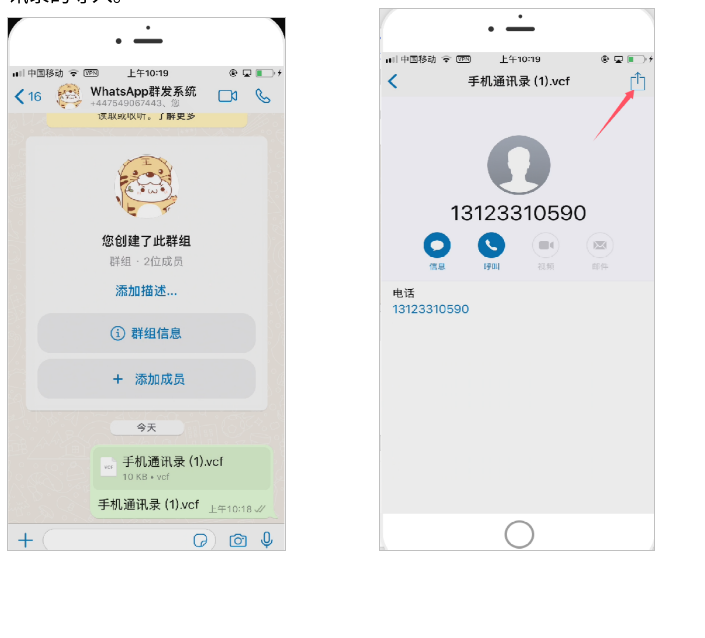 中国移动 VPN 上午10:19
16 WhatsApp群发系统
+447549067443、您
读取或收听。了解更多
您创建了此群组
群组 · 2位成员
添加描述...
群组信息
+ 添加成员
今天
手机通讯录 (1).vcf
10 KB • vcf
手机通讯录 (1).vcf 上午10:18
中国移动 VPN 上午10:19
手机通讯录 (1).vcf
13123310590
信息 呼叫 视频 邮件
电话
13123310590